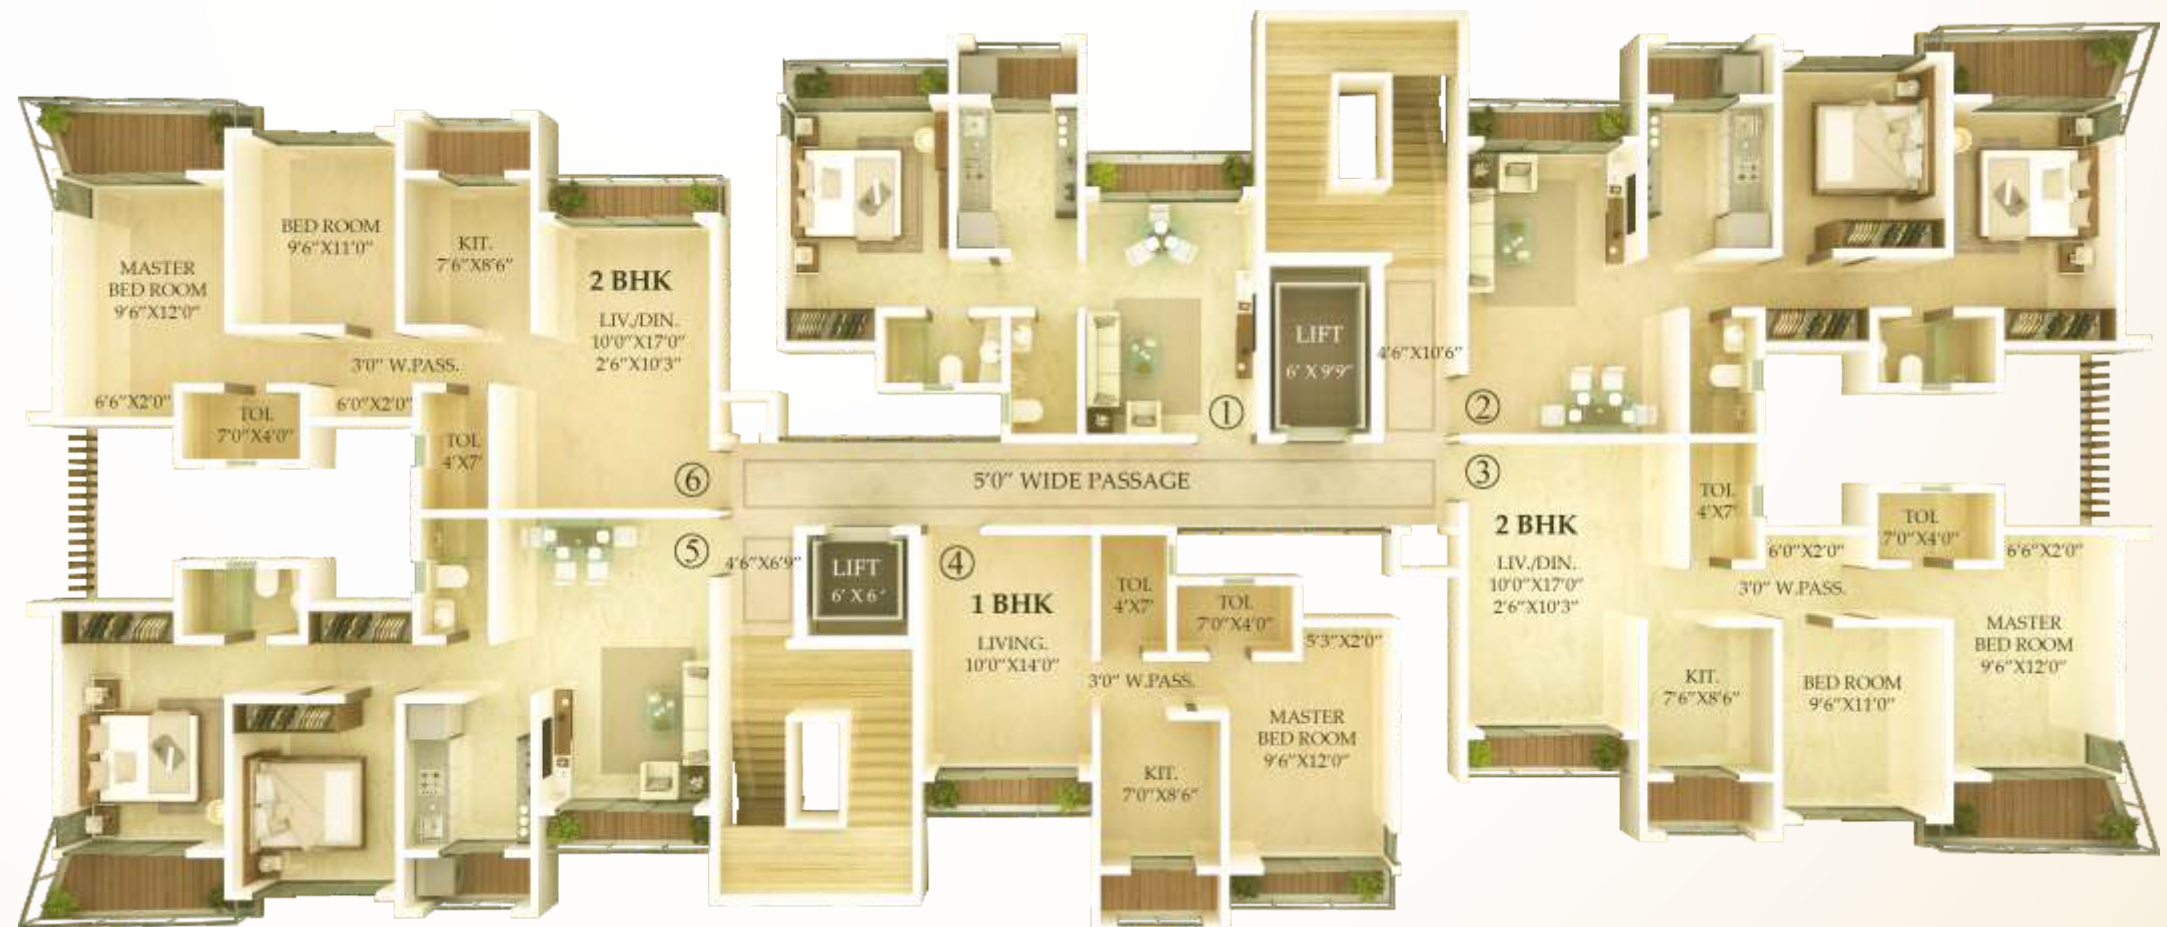 MASTER
BED ROOM
9'6"X12'0"
BED ROOM
9'6"X11'0"
KIT.
7'6"X8'6"
2 BHK
LIV./DIN.
10'0"X17'0"
2'6"X10'3"
3'0" W.PASS.
6'6"X2'0"
TOI.
7'0"X4'0"
6'0"X2'0"
TOI.
4'X7'
⑥
LIFT
6' X 9'9"
4'6"X10'6"
①
②
5'0" WIDE PASSAGE
③
⑤
4'6"X6'9"
LIFT
6' X 6'
④
1 BHK
LIVING.
10'0"X14'0"
TOI.
4'X7'
TOI.
7'0"X4'0"
5'3"X2'0"
3'0" W.PASS.
KIT.
7'0"X8'6"
MASTER
BED ROOM
9'6"X12'0"
2 BHK
LIV./DIN.
10'0"X17'0"
2'6"X10'3"
TOI.
4'X7'
6'0"X2'0"
TOI.
7'0"X4'0"
6'6"X2'0"
3'0" W.PASS.
KIT.
7'6"X8'6"
BED ROOM
9'6"X11'0"
MASTER
BED ROOM
9'6"X12'0"